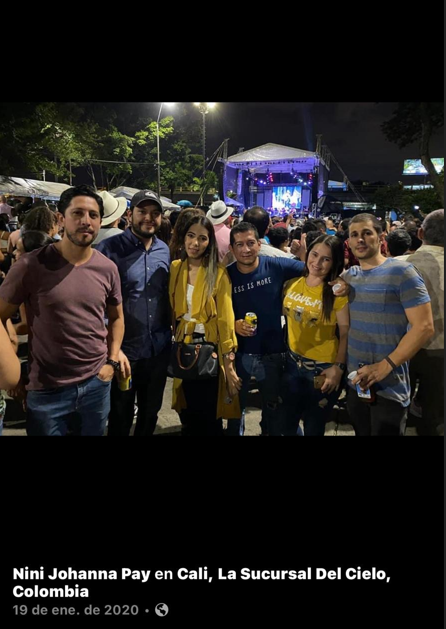 ESS IS MORE
Nini Johanna Pay en Cali, La Sucursal Del Cielo,
Colombia
19 de ene. de 2020 ·